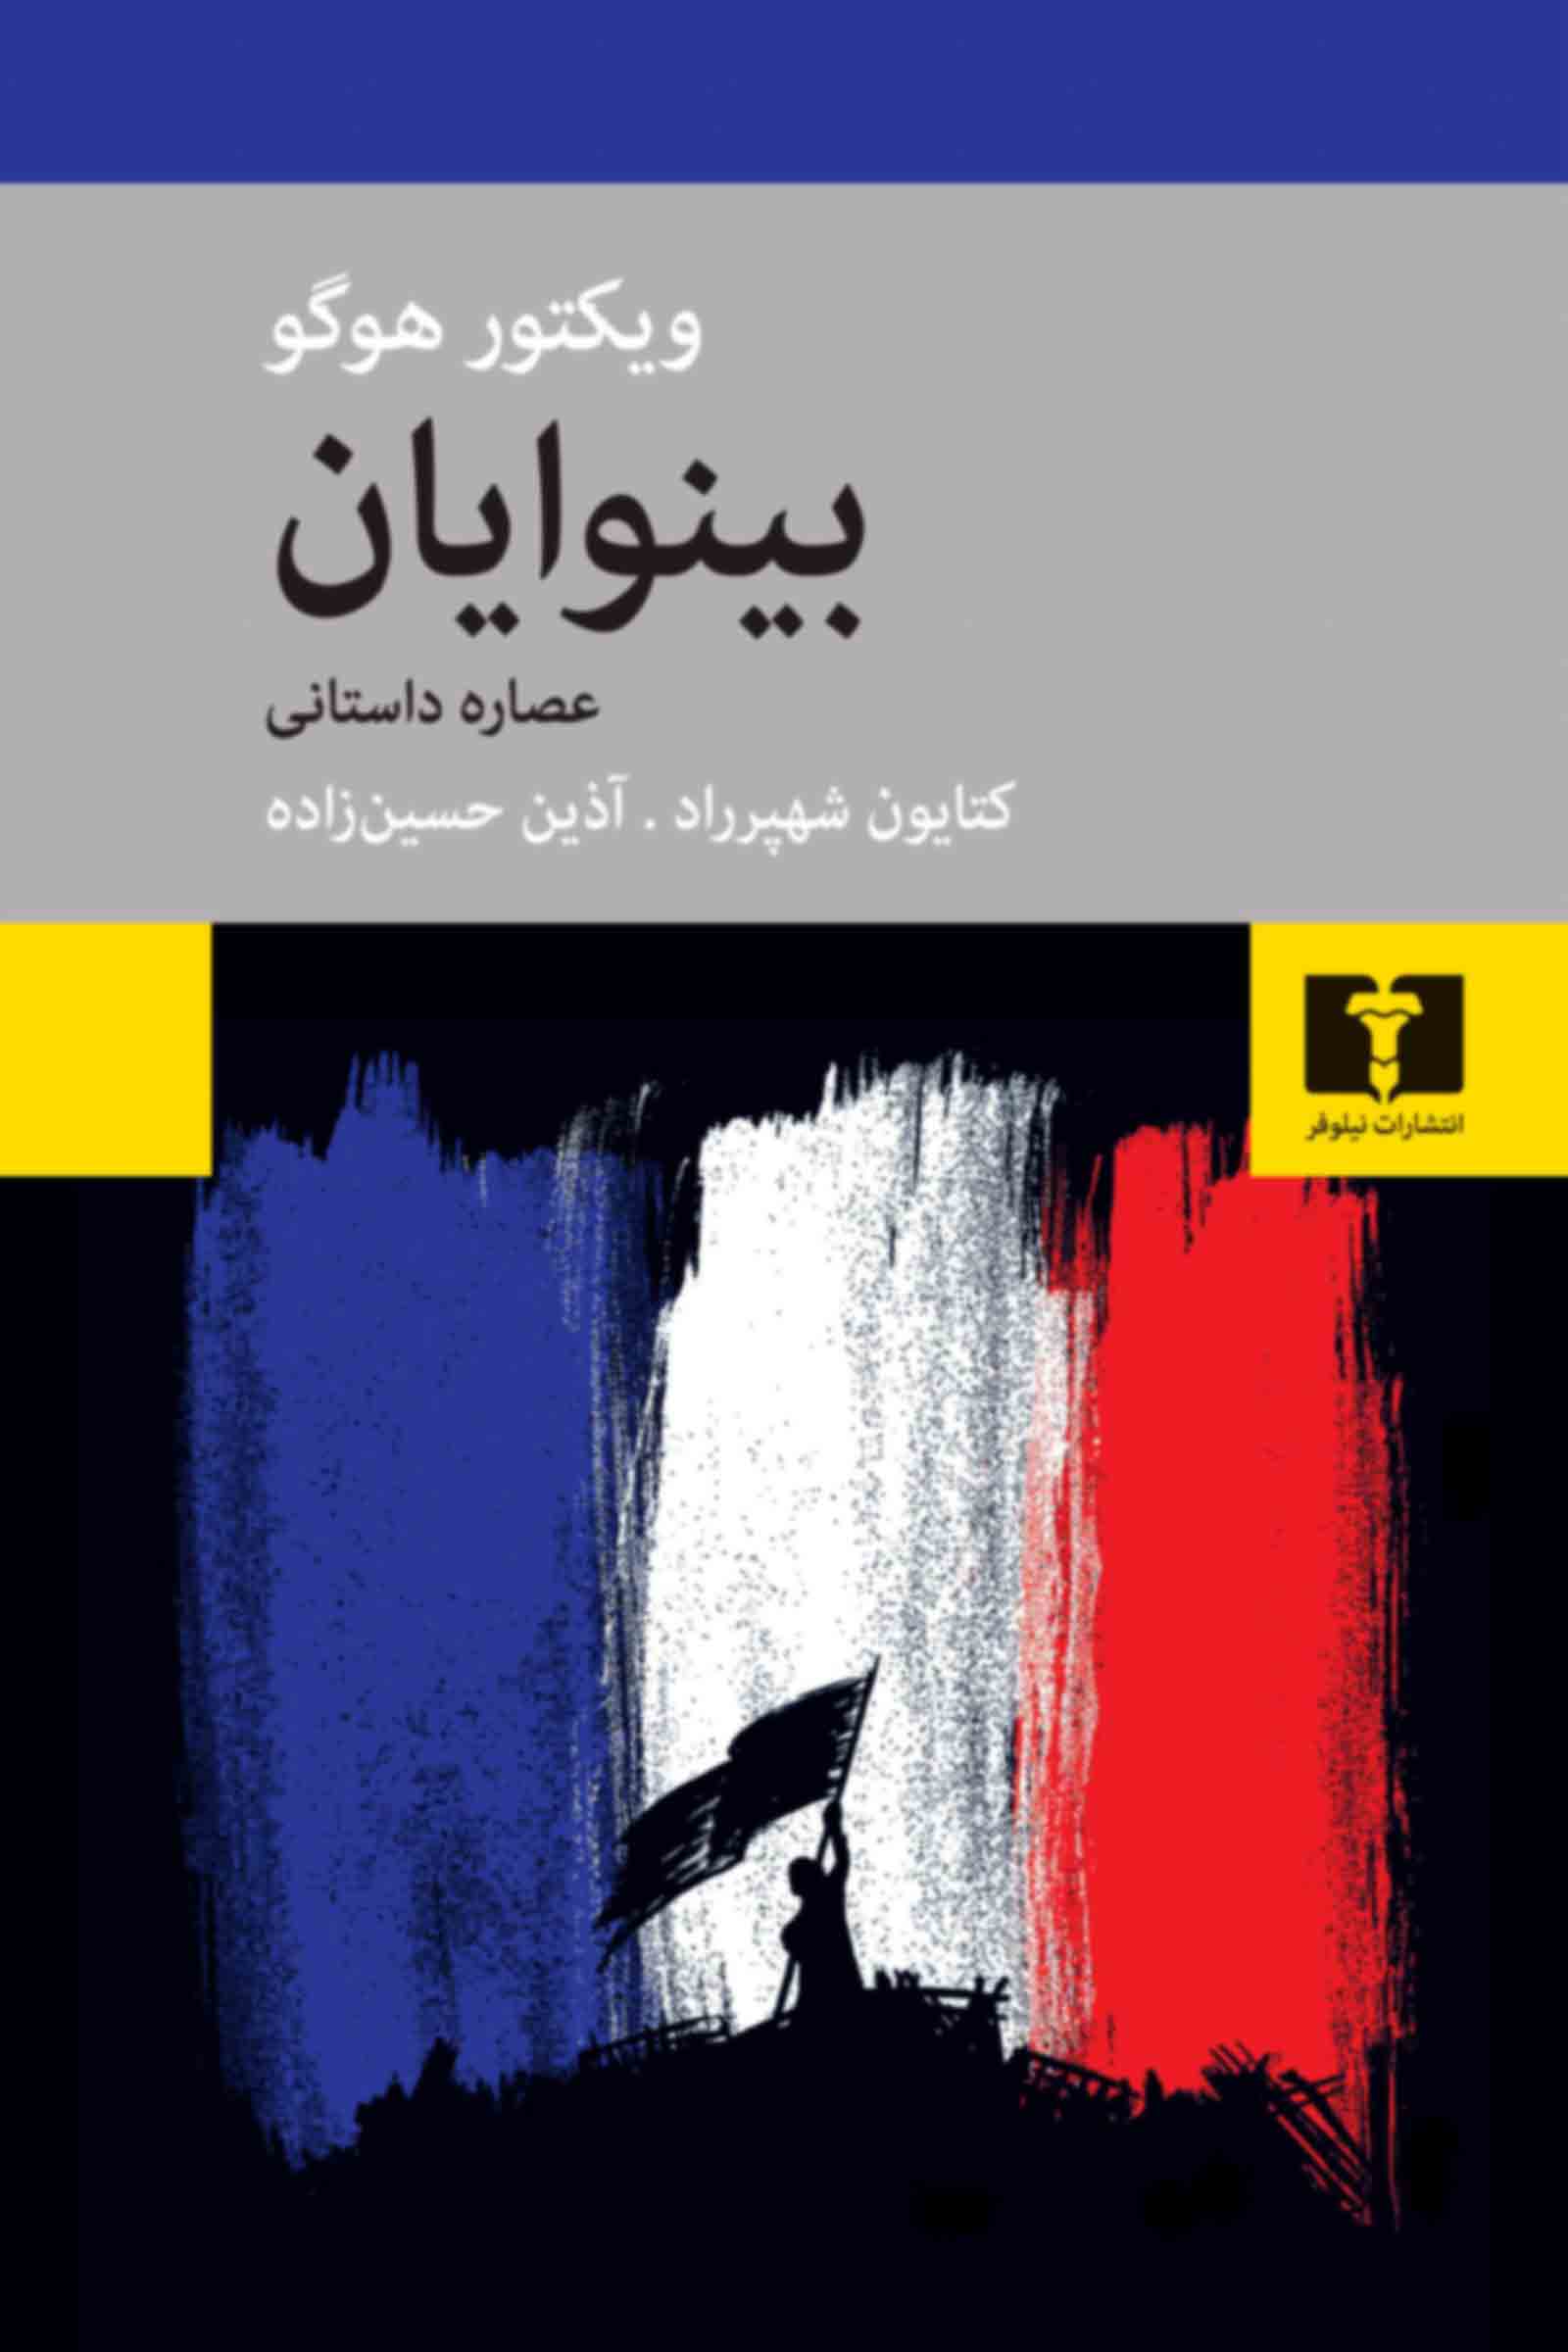 ویکتور هوگو
بینوایان
عصاره داستانی
کتایون شهپرراد . آذین حسین‌زاده
انتشارات نیلوفر